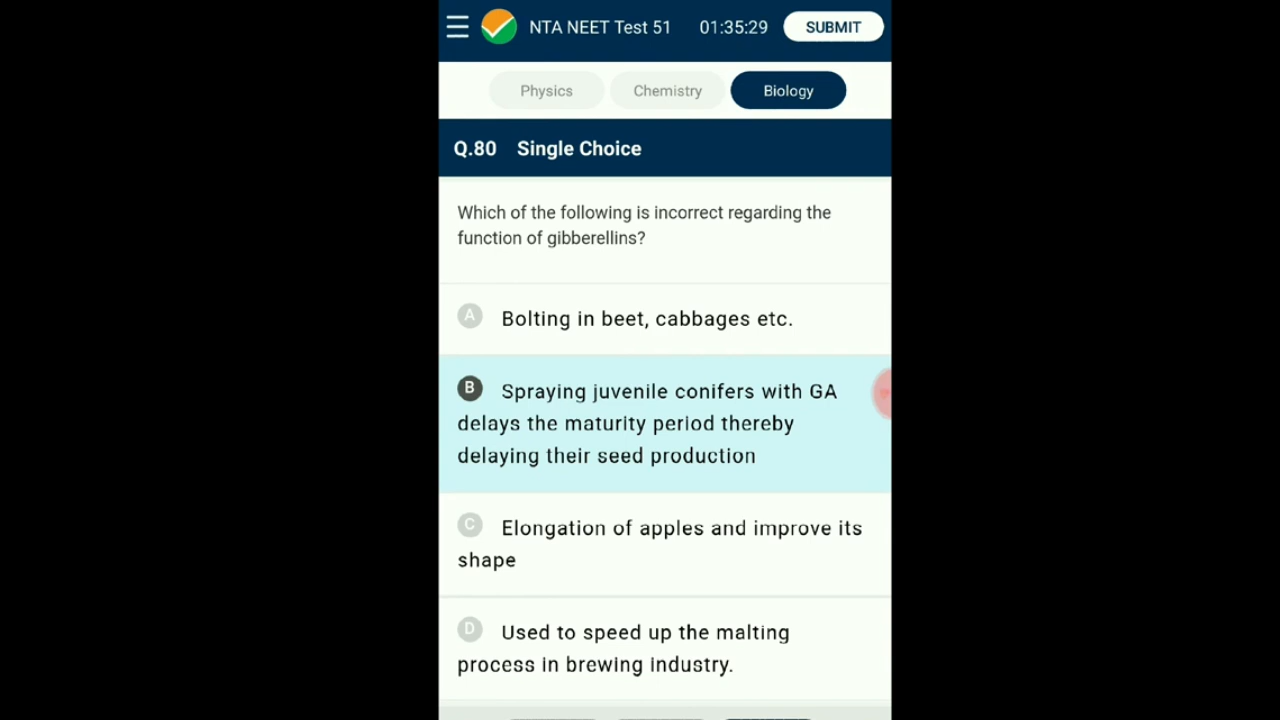 NTA NEET Test 51 01:35:29 SUBMIT
Physics Chemistry Biology
Q.80 Single Choice
Which of the following is incorrect regarding the
function of gibberellins?
A Bolting in beet, cabbages etc.
B Spraying juvenile conifers with GA
delays the maturity period thereby
delaying their seed production
C Elongation of apples and improve its
shape
D Used to speed up the malting
process in brewing industry.